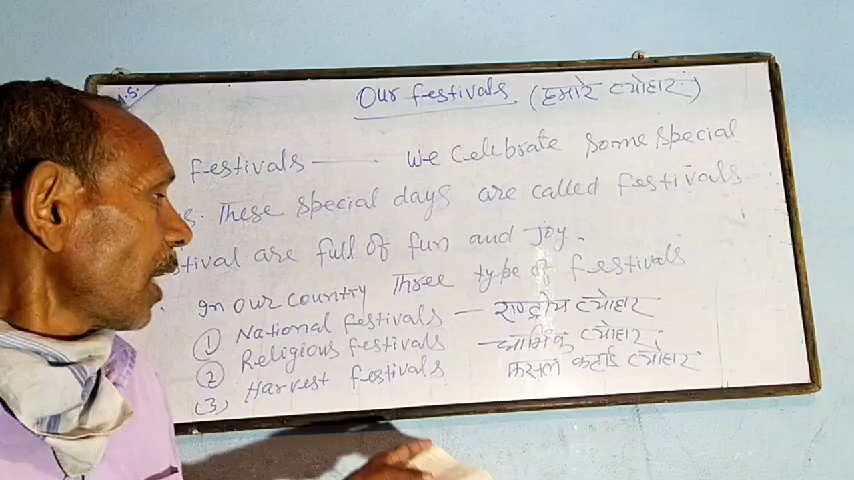 Our festivals (हमारे त्योहार)
festivals — We Celebrate some special
These special days are called festivals
stival are full of fun and Joy.
In our country Three type of festivals
① National festivals — राष्ट्रीय त्योहार
② Religious festivals — धार्मिक त्योहार
(3) Harvest festivals फसल कटाई त्योहार